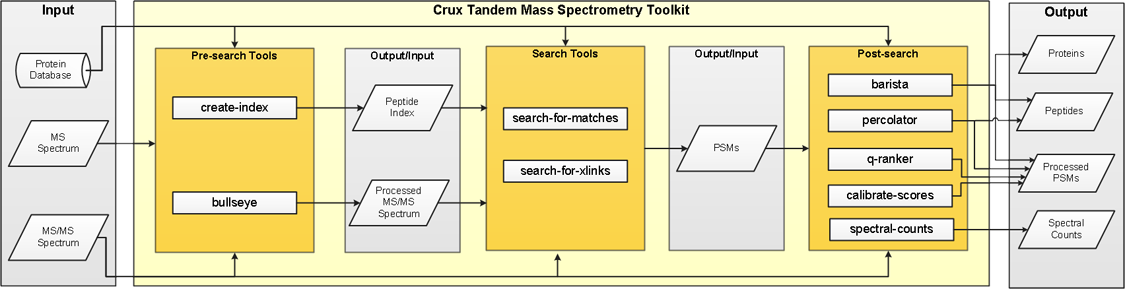 Input
Crux Tandem Mass Spectrometry Toolkit
Output
Protein
Database
MS
Spectrum
MS/MS
Spectrum
Pre-search Tools
create-index
bullseye
Output/Input
Peptide
Index
Processed
MS/MS
Spectrum
Search Tools
search-for-matches
search-for-xlinks
Output/Input
PSMs
Post-search
barista
percolator
q-ranker
calibrate-scores
spectral-counts
Proteins
Peptides
Processed
PSMs
Spectral
Counts